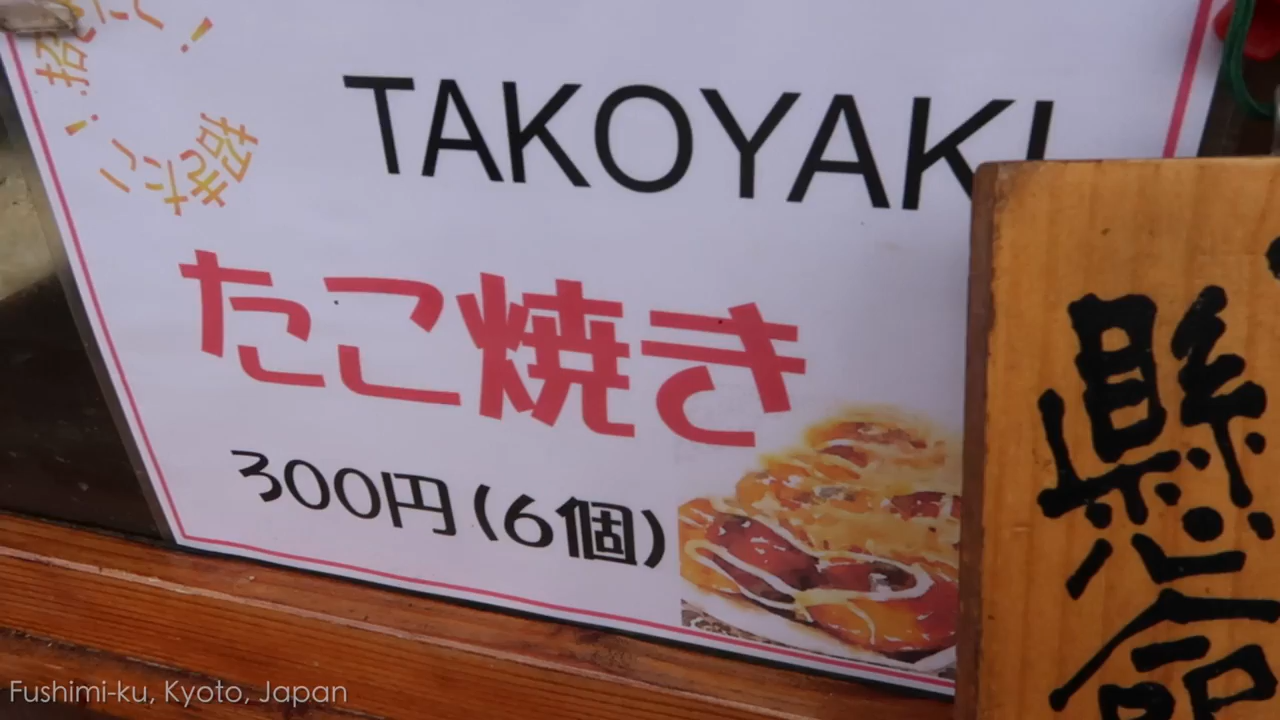 TAKOYAKI
たこ焼き
300円(6個)
懸
命
Fushimi-ku, Kyoto, Japan